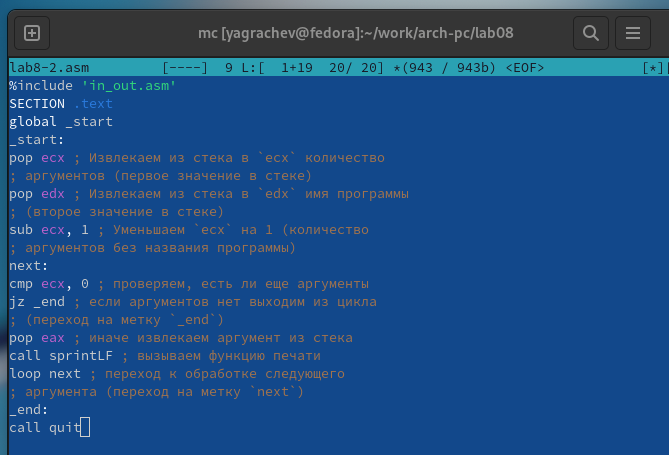 mc [yagrachev@fedora]:~/work/arch-pc/lab08
lab8-2.asm [----] 9 L:[ 1+19 20/ 20] *(943 / 943b) <EOF> [*]
%include 'in_out.asm'
SECTION .text
global _start
_start:
pop ecx ; Извлекаем из стека в `ecx` количество
; аргументов (первое значение в стеке)
pop edx ; Извлекаем из стека в `edx` имя программы
; (второе значение в стеке)
sub ecx, 1 ; Уменьшаем `ecx` на 1 (количество
; аргументов без названия программы)
next:
cmp ecx, 0 ; проверяем, есть ли еще аргументы
jz _end ; если аргументов нет выходим из цикла
; (переход на метку `_end`)
pop eax ; иначе извлекаем аргумент из стека
call sprintLF ; вызываем функцию печати
loop next ; переход к обработке следующего
; аргумента (переход на метку `next`)
_end:
call quit